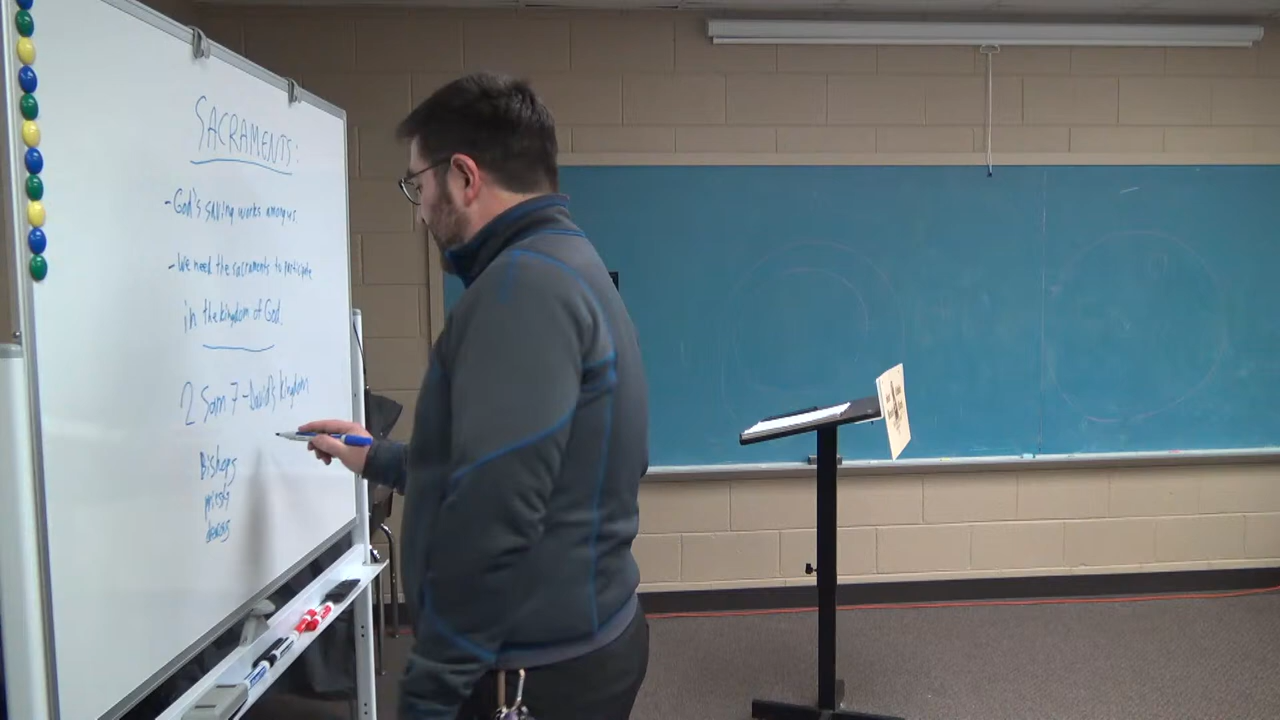 SACRAMENTS:
- God's saving works among us
- We need the sacraments to participate
in the kingdom of God.
2 Sam 7 - David's kingdom
Bishops
priests
deacons